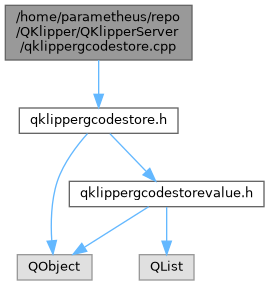 /home/parametheus/repo
/QKlipper/QKlipperServer
/qklippergcodestore.cpp
qklippergcodestore.h
qklippergcodestorevalue.h
QObject
QList